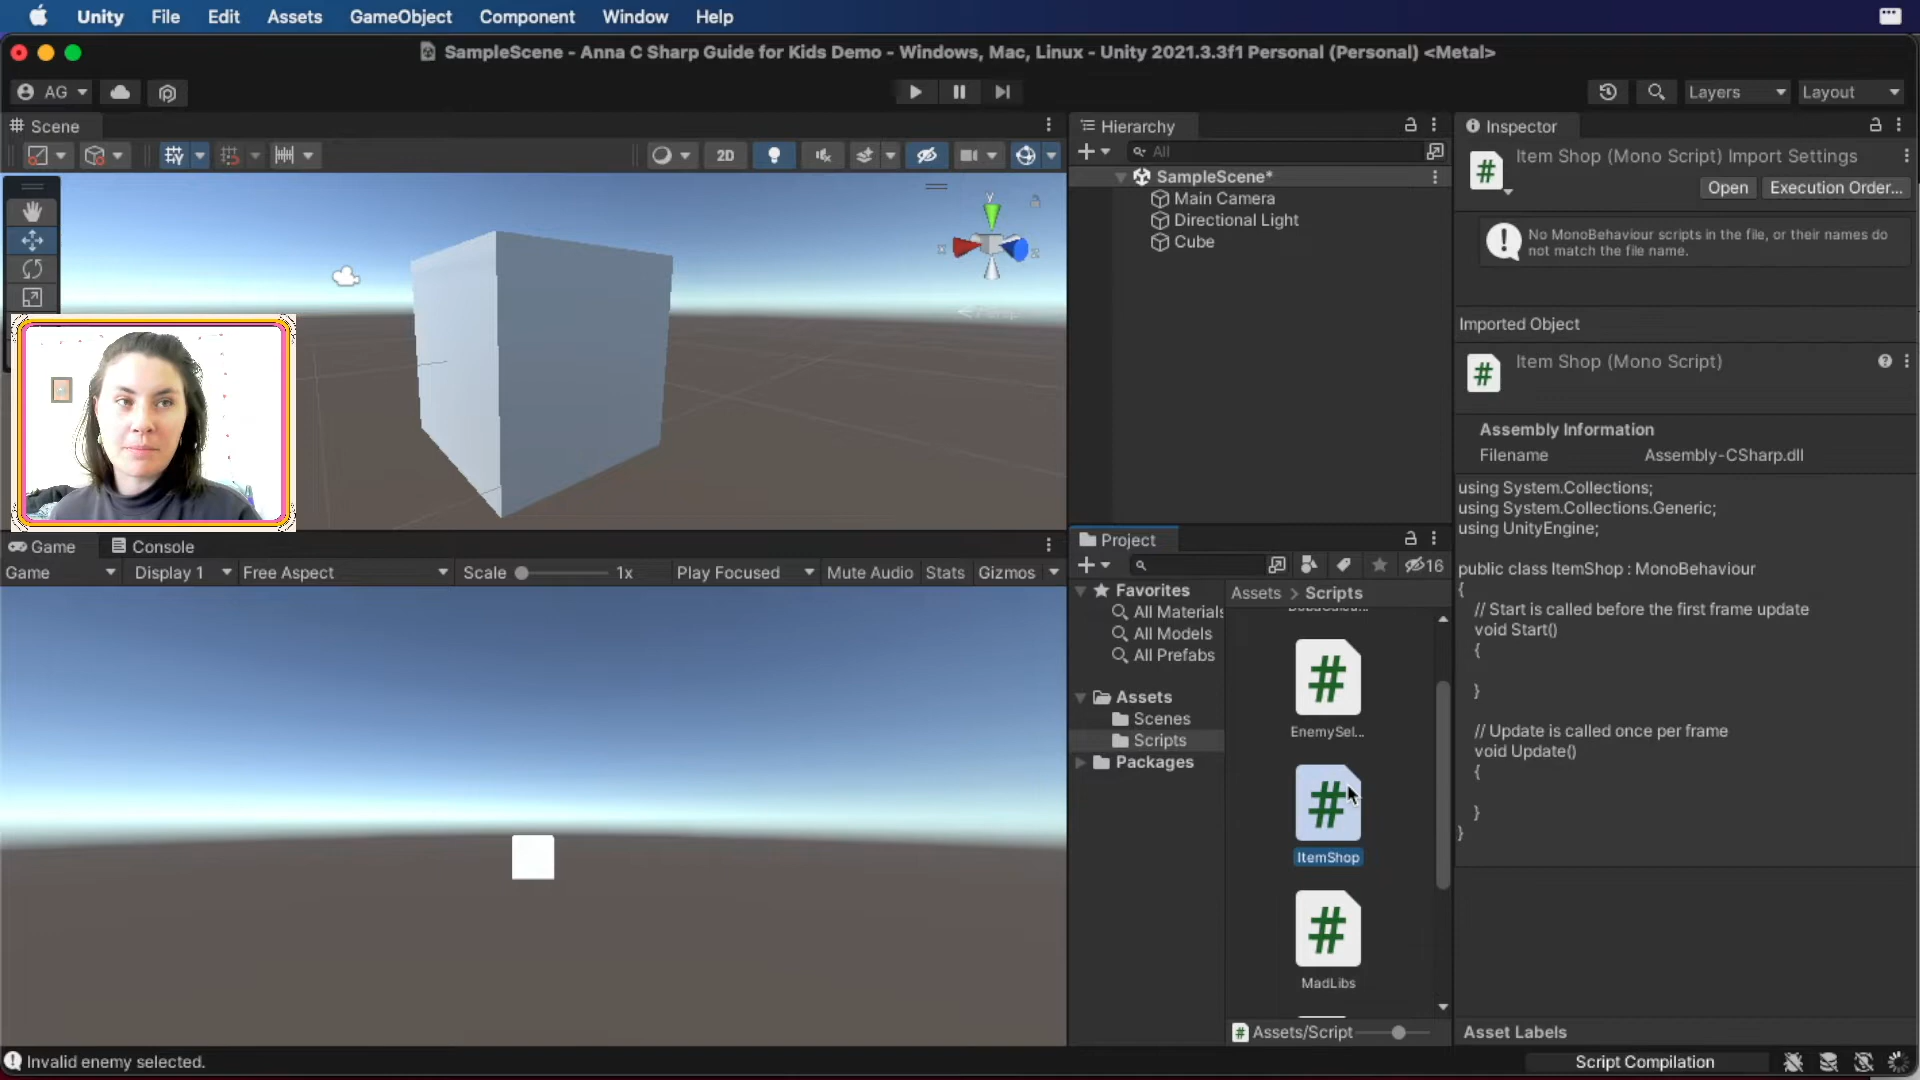 Unity File Edit Assets GameObject Component Window Help
SampleScene - Anna C Sharp Guide for Kids Demo - Windows, Mac, Linux - Unity 2021.3.3f1 Personal (Personal) <Metal>
AG
Layers
Layout
Scene
2D
y
x
z
Persp
Hierarchy
All
SampleScene*
Main Camera
Directional Light
Cube
Game
Console
Game
Display 1
Free Aspect
Scale
1x
Play Focused
Mute Audio
Stats
Gizmos
Project
16
Favorites
All Materials
All Models
All Prefabs
Assets
Scenes
Scripts
Packages
Assets > Scripts
EnemySel...
ItemShop
MadLibs
Assets/Script
Inspector
Item Shop (Mono Script) Import Settings
Open
Execution Order...
No MonoBehaviour scripts in the file, or their names do
not match the file name.
Imported Object
Item Shop (Mono Script)
Assembly Information
Filename Assembly-CSharp.dll
using System.Collections;
using System.Collections.Generic;
using UnityEngine;
public class ItemShop : MonoBehaviour
{
// Start is called before the first frame update
void Start()
{
}
// Update is called once per frame
void Update()
{
}
}
Asset Labels
Invalid enemy selected.
Script Compilation